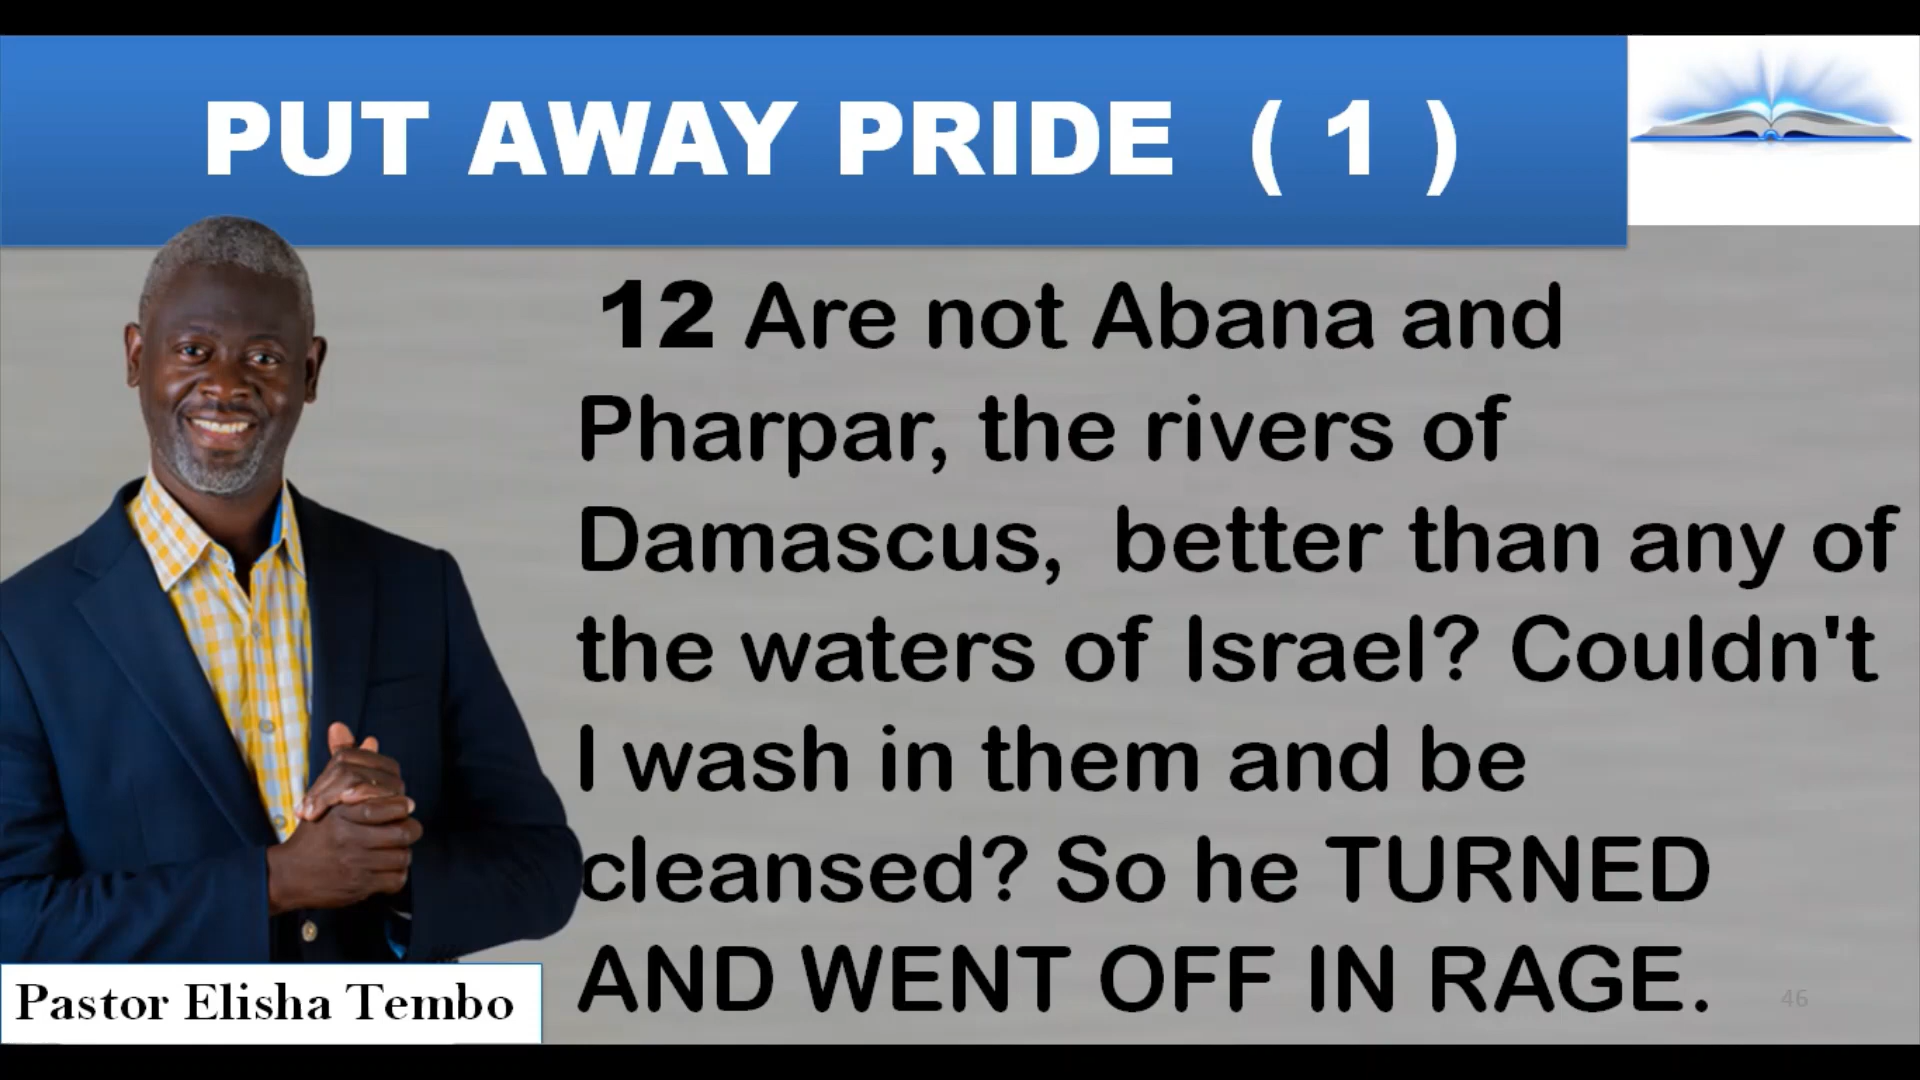 PUT AWAY PRIDE ( 1 )
12 Are not Abana and
Pharpar, the rivers of
Damascus, better than any of
the waters of Israel? Couldn't
I wash in them and be
cleansed? So he TURNED
AND WENT OFF IN RAGE.
Pastor Elisha Tembo
46